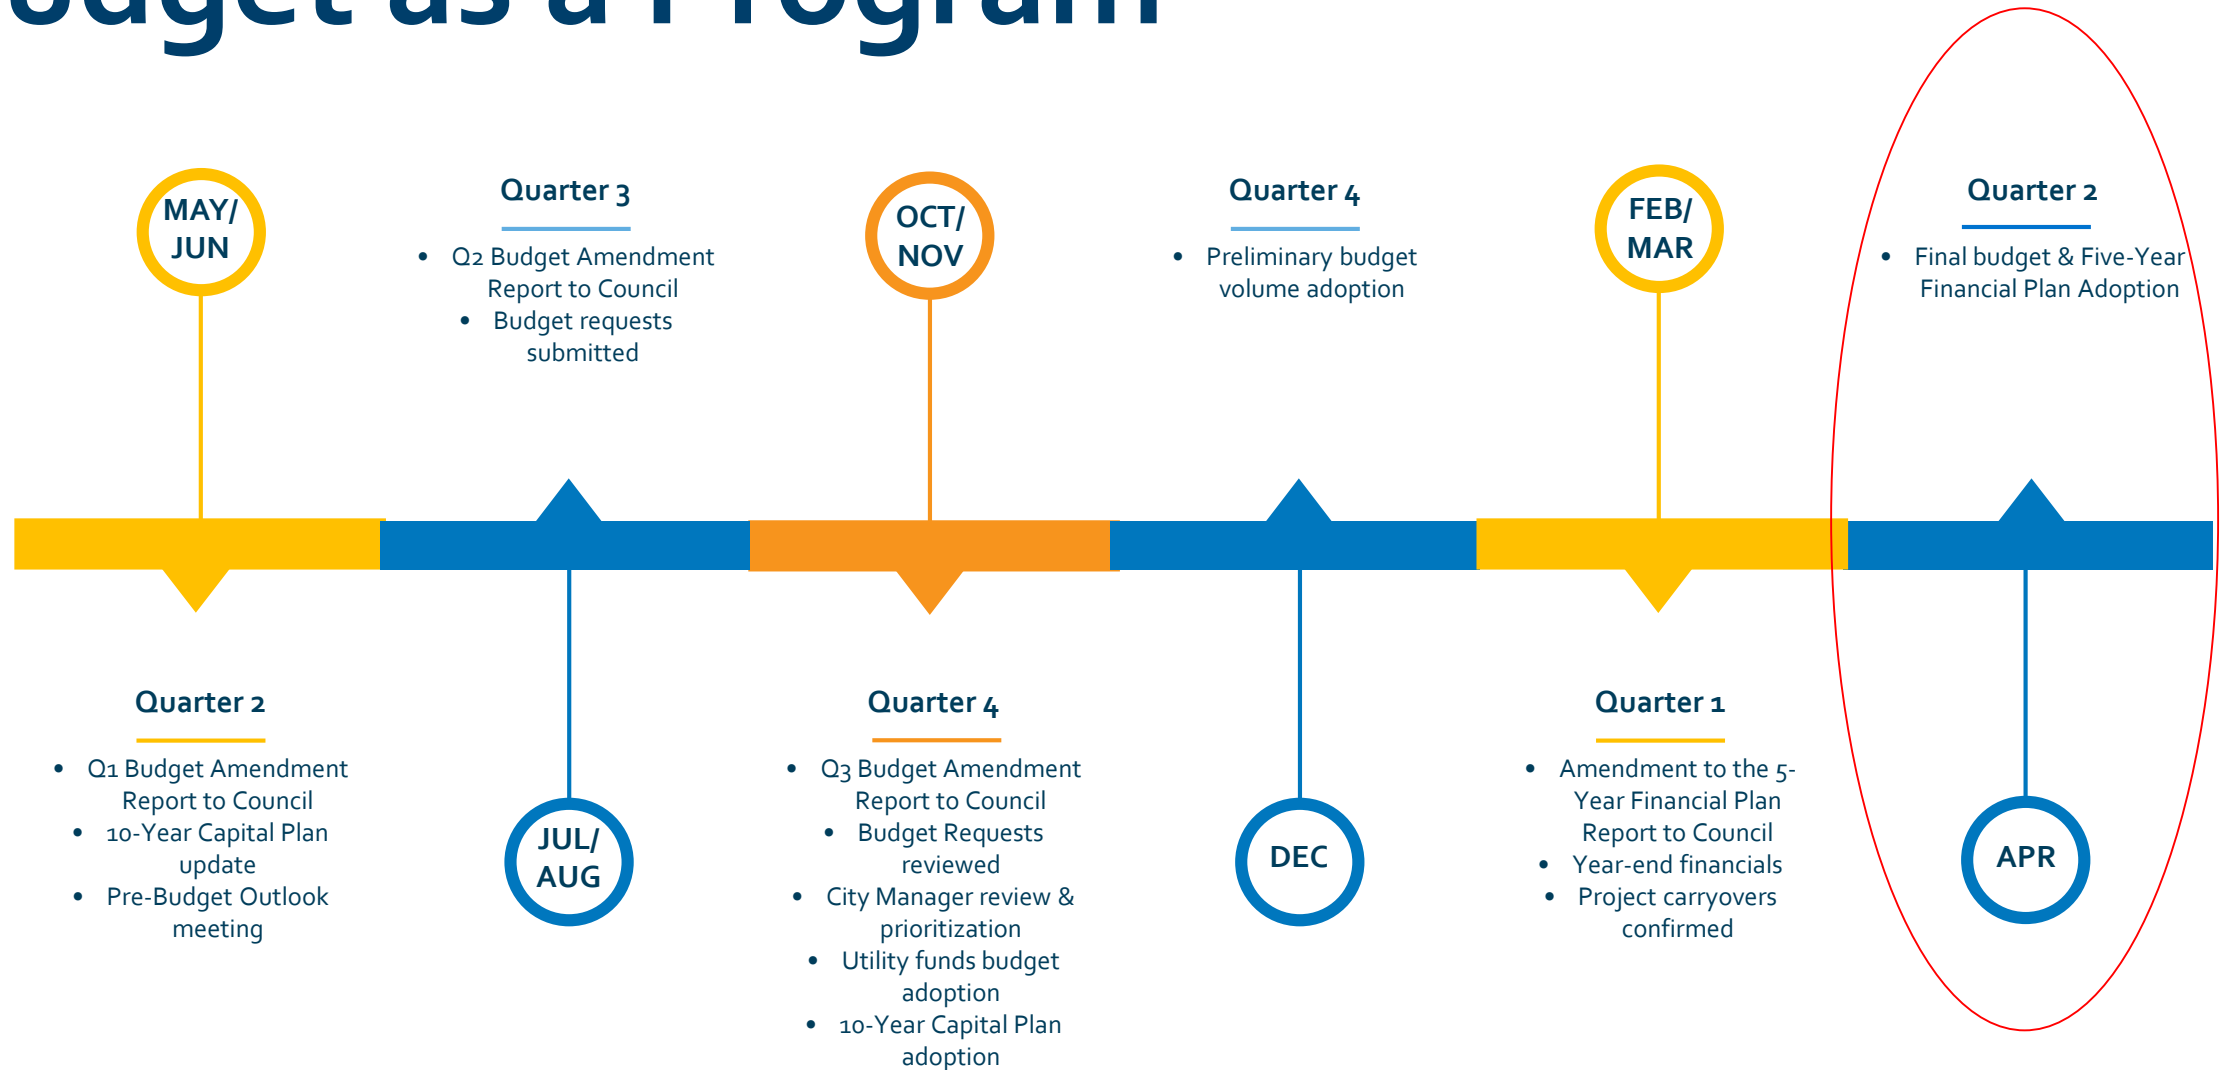 as a Program
MAY/
JUN
Quarter 2
• Q1 Budget Amendment
Report to Council
• 10-Year Capital Plan
update
• Pre-Budget Outlook
meeting
Quarter 3
• Q2 Budget Amendment
Report to Council
• Budget requests
submitted
JUL/
AUG
OCT/
NOV
Quarter 4
• Q3 Budget Amendment
Report to Council
• Budget Requests
reviewed
• City Manager review &
prioritization
• Utility funds budget
adoption
• 10-Year Capital Plan
adoption
Quarter 4
• Preliminary budget
volume adoption
DEC
FEB/
MAR
Quarter 1
• Amendment to the 5-
Year Financial Plan
Report to Council
• Year-end financials
• Project carryovers
confirmed
Quarter 2
• Final budget & Five-Year
Financial Plan Adoption
APR